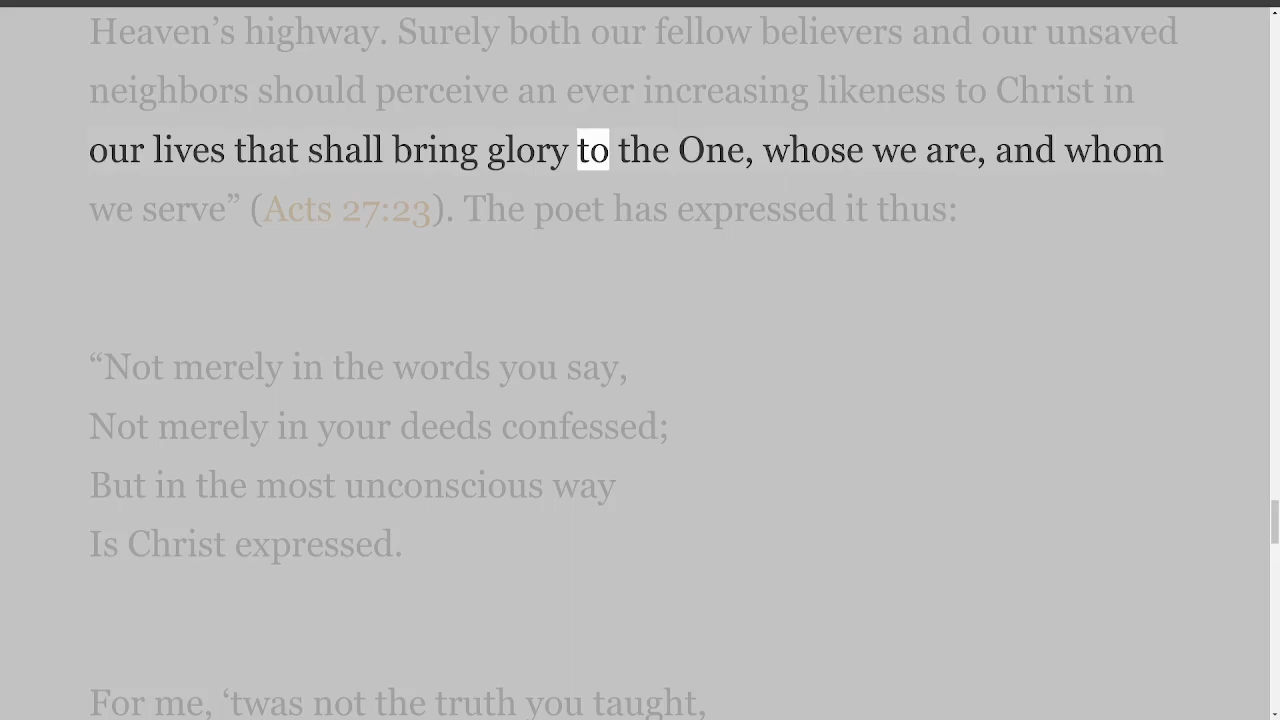 Heaven’s highway. Surely both our fellow believers and our unsaved
neighbors should perceive an ever increasing likeness to Christ in
our lives that shall bring glory to the One, whose we are, and whom
we serve” (Acts 27:23). The poet has expressed it thus:
“Not merely in the words you say,
Not merely in your deeds confessed;
But in the most unconscious way
Is Christ expressed.
For me, ‘twas not the truth you taught,